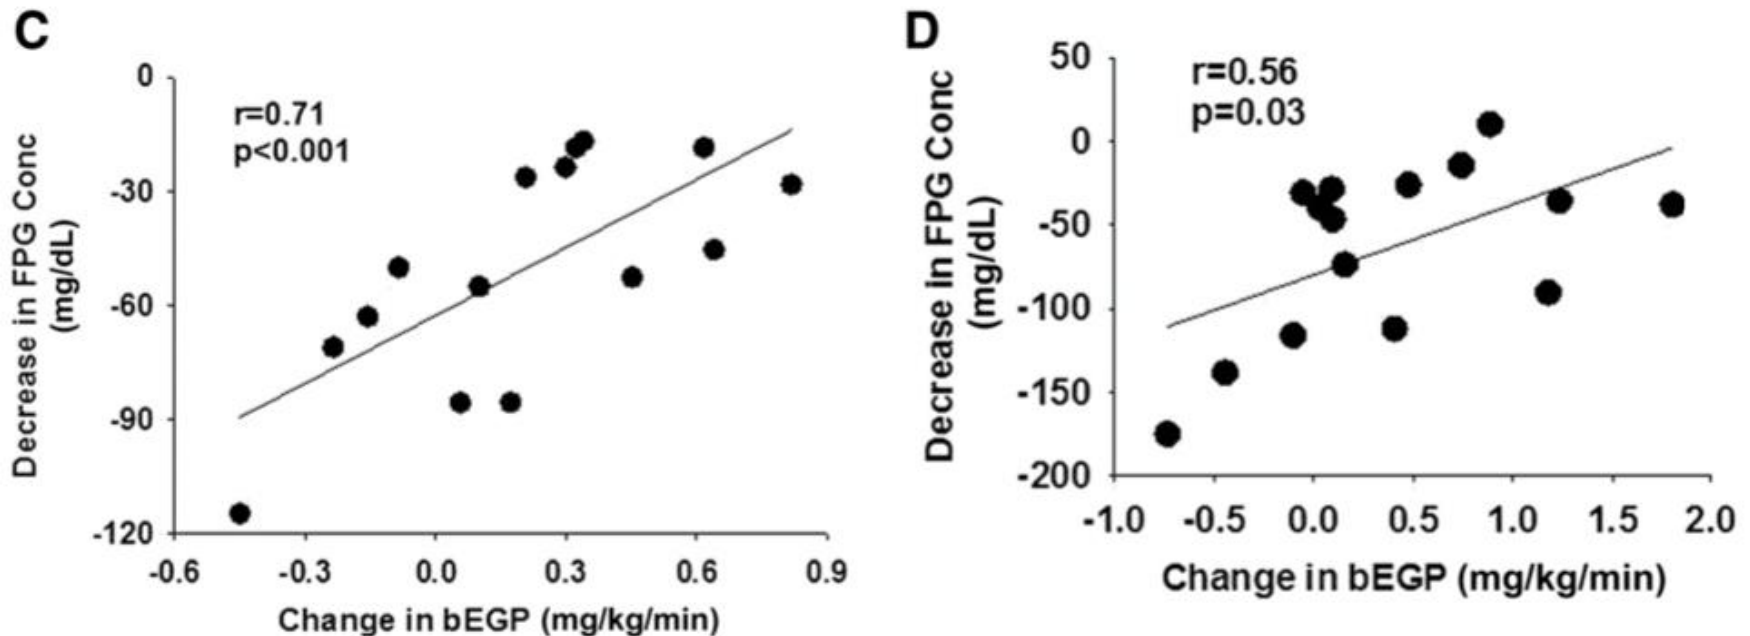 C
r=0.71
p<0.001
0
-30
-60
-90
-120
Decrease in FPG Conc
(mg/dL)
-0.6 -0.3 0.0 0.3 0.6 0.9
Change in bEGP (mg/kg/min)
D
r=0.56
p=0.03
50
0
-50
-100
-150
-200
Decrease in FPG Conc
(mg/dL)
-1.0 -0.5 0.0 0.5 1.0 1.5 2.0
Change in bEGP (mg/kg/min)